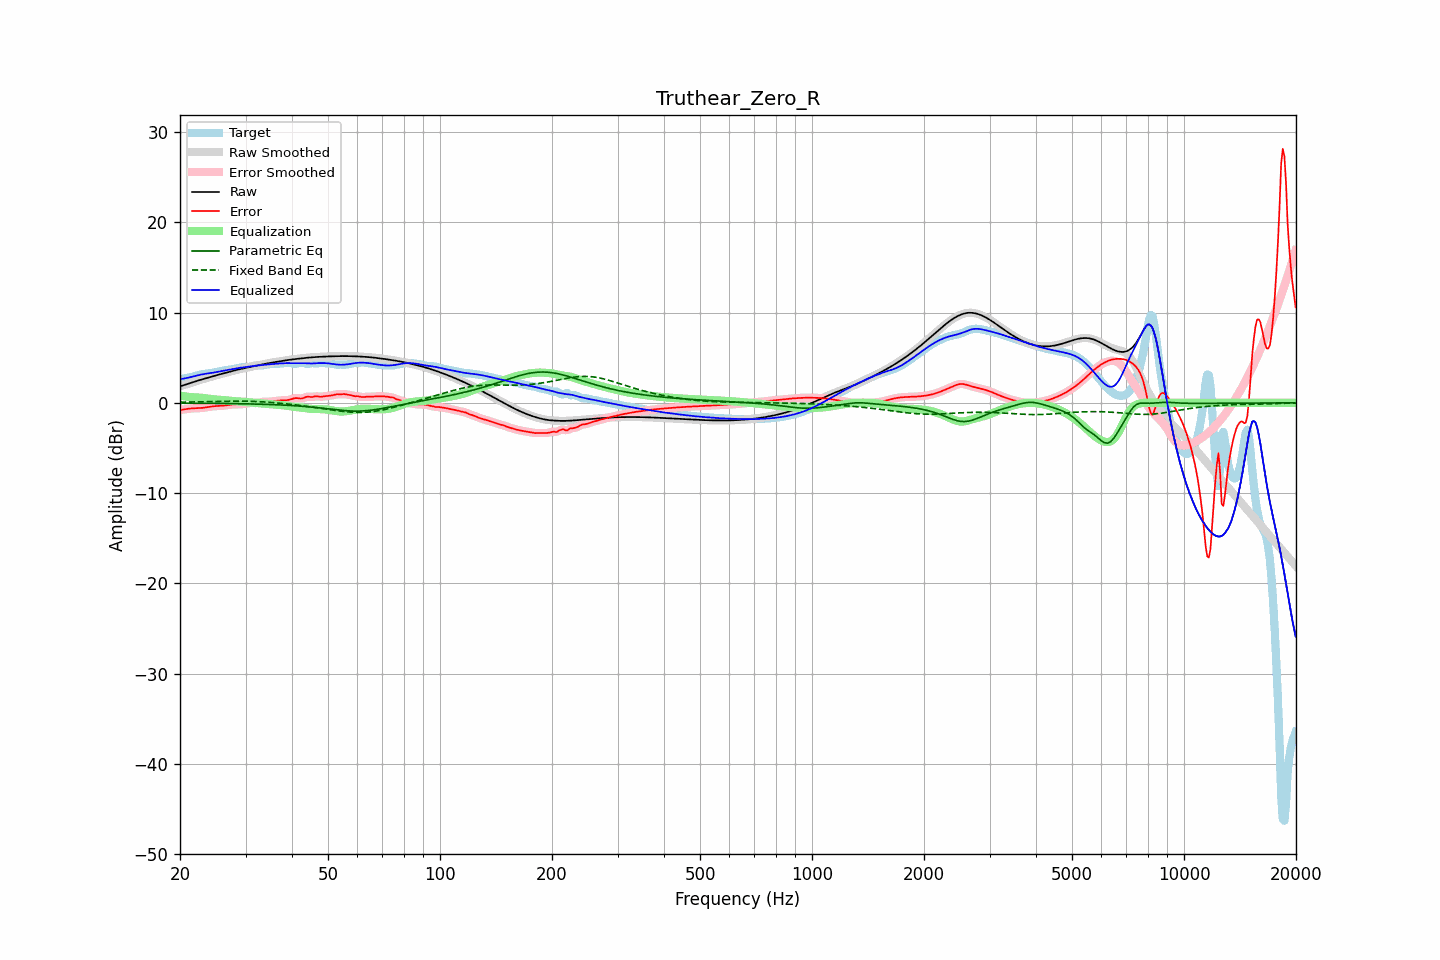 Truthear_Zero_R
Target
Raw Smoothed
Error Smoothed
Raw
Error
Equalization
Parametric Eq
Fixed Band Eq
Equalized
Amplitude (dBr)
30
20
10
0
−10
−20
−30
−40
−50
20 50 100 200 500 1000 2000 5000 10000 20000
Frequency (Hz)